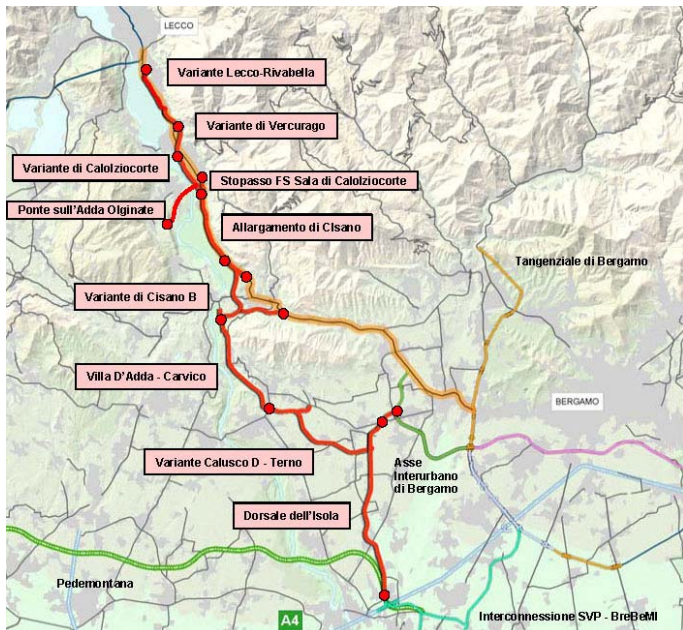 LECCO
Variante Lecco-Rivabella
Variante di Vercurago
Variante di Calolziocorte
Stopasso FS Sala di Calolziocorte
Ponte sull'Adda Olginate
Allargamento di CIsano
Tangenziale di Bergamo
Variante di Cisano B
Villa D'Adda - Carvico
BERGAMO
Variante Calusco D - Terno
Asse
Interurbano
di Bergamo
Dorsale dell'Isola
Pedemontana
A4
Interconnessione SVP - BreBeMI